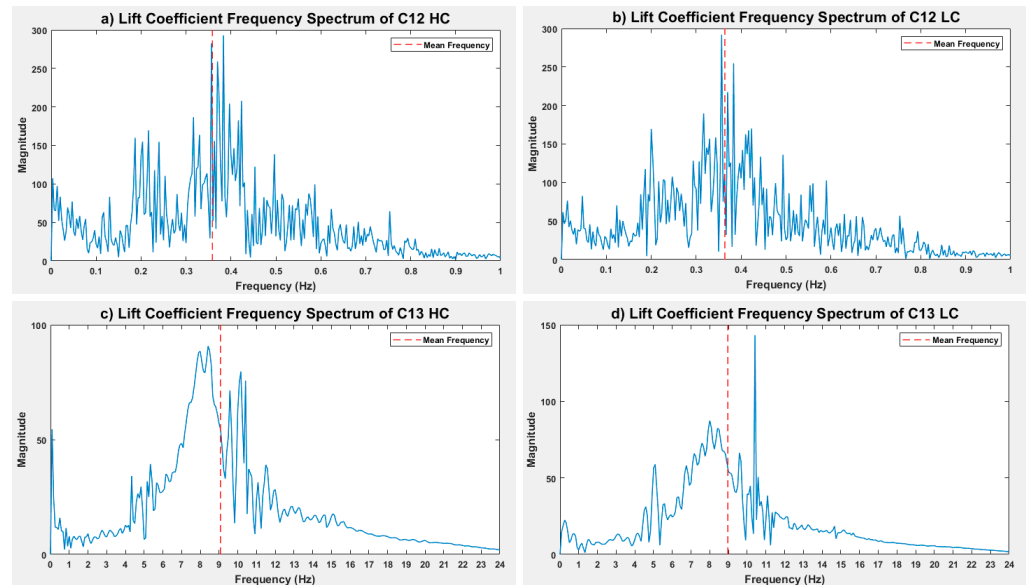 a) Lift Coefficient Frequency Spectrum of C12 HC
Mean Frequency
Magnitude
300
250
200
150
100
50
0
0 0.1 0.2 0.3 0.4 0.5 0.6 0.7 0.8 0.9 1
Frequency (Hz)
b) Lift Coefficient Frequency Spectrum of C12 LC
Mean Frequency
Magnitude
300
250
200
150
100
50
0
0 0.1 0.2 0.3 0.4 0.5 0.6 0.7 0.8 0.9 1
Frequency (Hz)
c) Lift Coefficient Frequency Spectrum of C13 HC
Mean Frequency
Magnitude
100
50
0
0 1 2 3 4 5 6 7 8 9 10 11 12 13 14 15 16 17 18 19 20 21 22 23 24
Frequency (Hz)
d) Lift Coefficient Frequency Spectrum of C13 LC
Mean Frequency
Magnitude
150
100
50
0
0 1 2 3 4 5 6 7 8 9 10 11 12 13 14 15 16 17 18 19 20 21 22 23 24
Frequency (Hz)